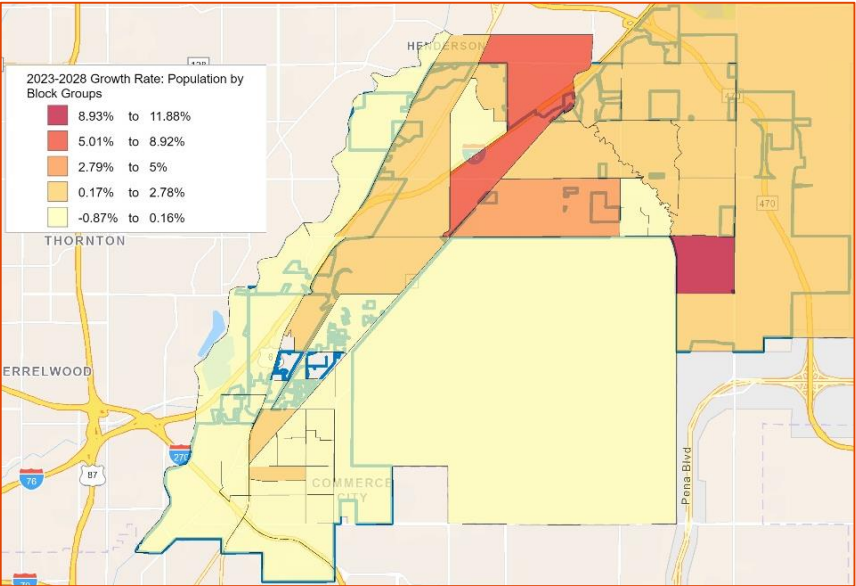 HENDERSON
2023-2028 Growth Rate: Population by
Block Groups
8.93% to 11.88%
5.01% to 8.92%
2.79% to 5%
0.17% to 2.78%
-0.87% to 0.16%
470
THORNTON
ERRELWOOD
270
76
87
COMMERCE
CITY
Pena Blvd